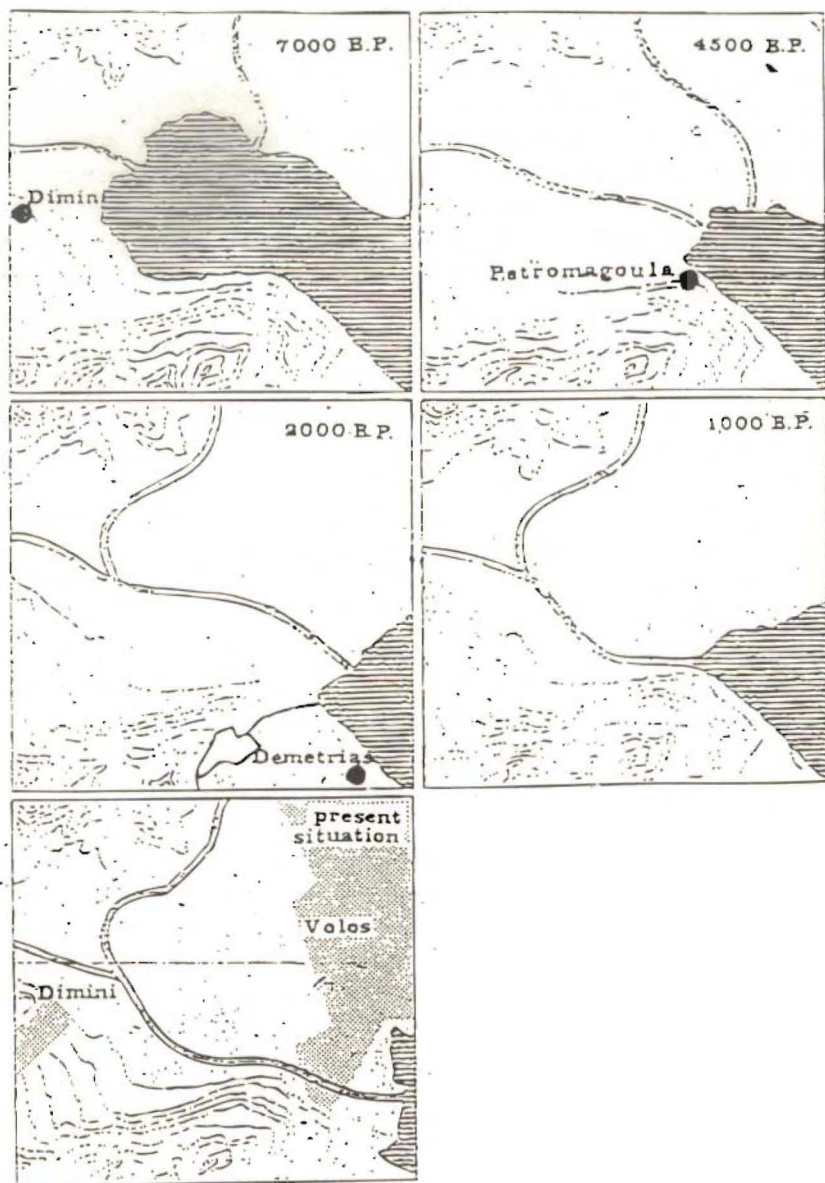 7000 B.P.
4500 B.P.
Dimini
Petromagoula
2000 B.P.
1000 B.P.
Demetrias
present
situation
Volos
Dimini